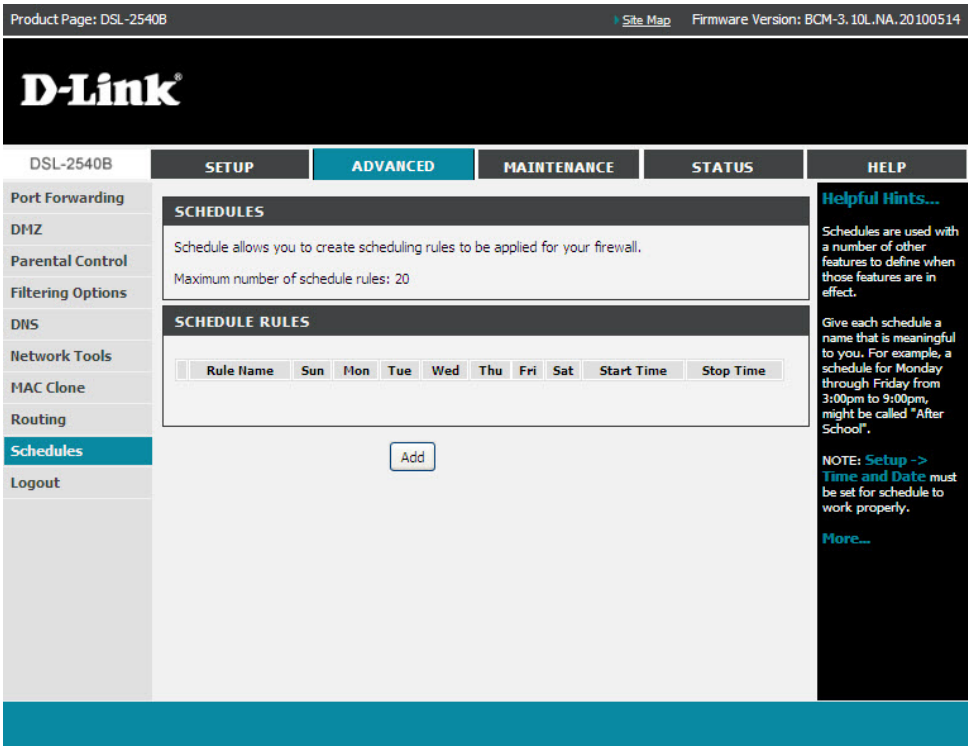 Product Page: DSL-2540B
Site Map
Firmware Version: BCM-3.10L.NA.20100514
D-Link®
DSL-2540B
SETUP
ADVANCED
MAINTENANCE
STATUS
HELP
Port Forwarding
DMZ
Parental Control
Filtering Options
DNS
Network Tools
MAC Clone
Routing
Schedules
Logout
SCHEDULES
Schedule allows you to create scheduling rules to be applied for your firewall.
Maximum number of schedule rules: 20
SCHEDULE RULES
Rule Name Sun Mon Tue Wed Thu Fri Sat Start Time Stop Time
Add
Helpful Hints...
Schedules are used with
a number of other
features to define when
those features are in
effect.
Give each schedule a
name that is meaningful
to you. For example, a
schedule for Monday
through Friday from
3:00pm to 9:00pm,
might be called "After
School".
NOTE: Setup ->
Time and Date must
be set for schedule to
work properly.
More...